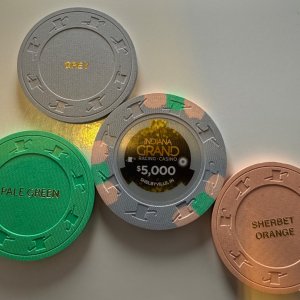 GREY
INDIANA
GRAND
RACING • CASINO
$5,000
SHELBYVILLE, IN
PALE GREEN
SHERBET
ORANGE